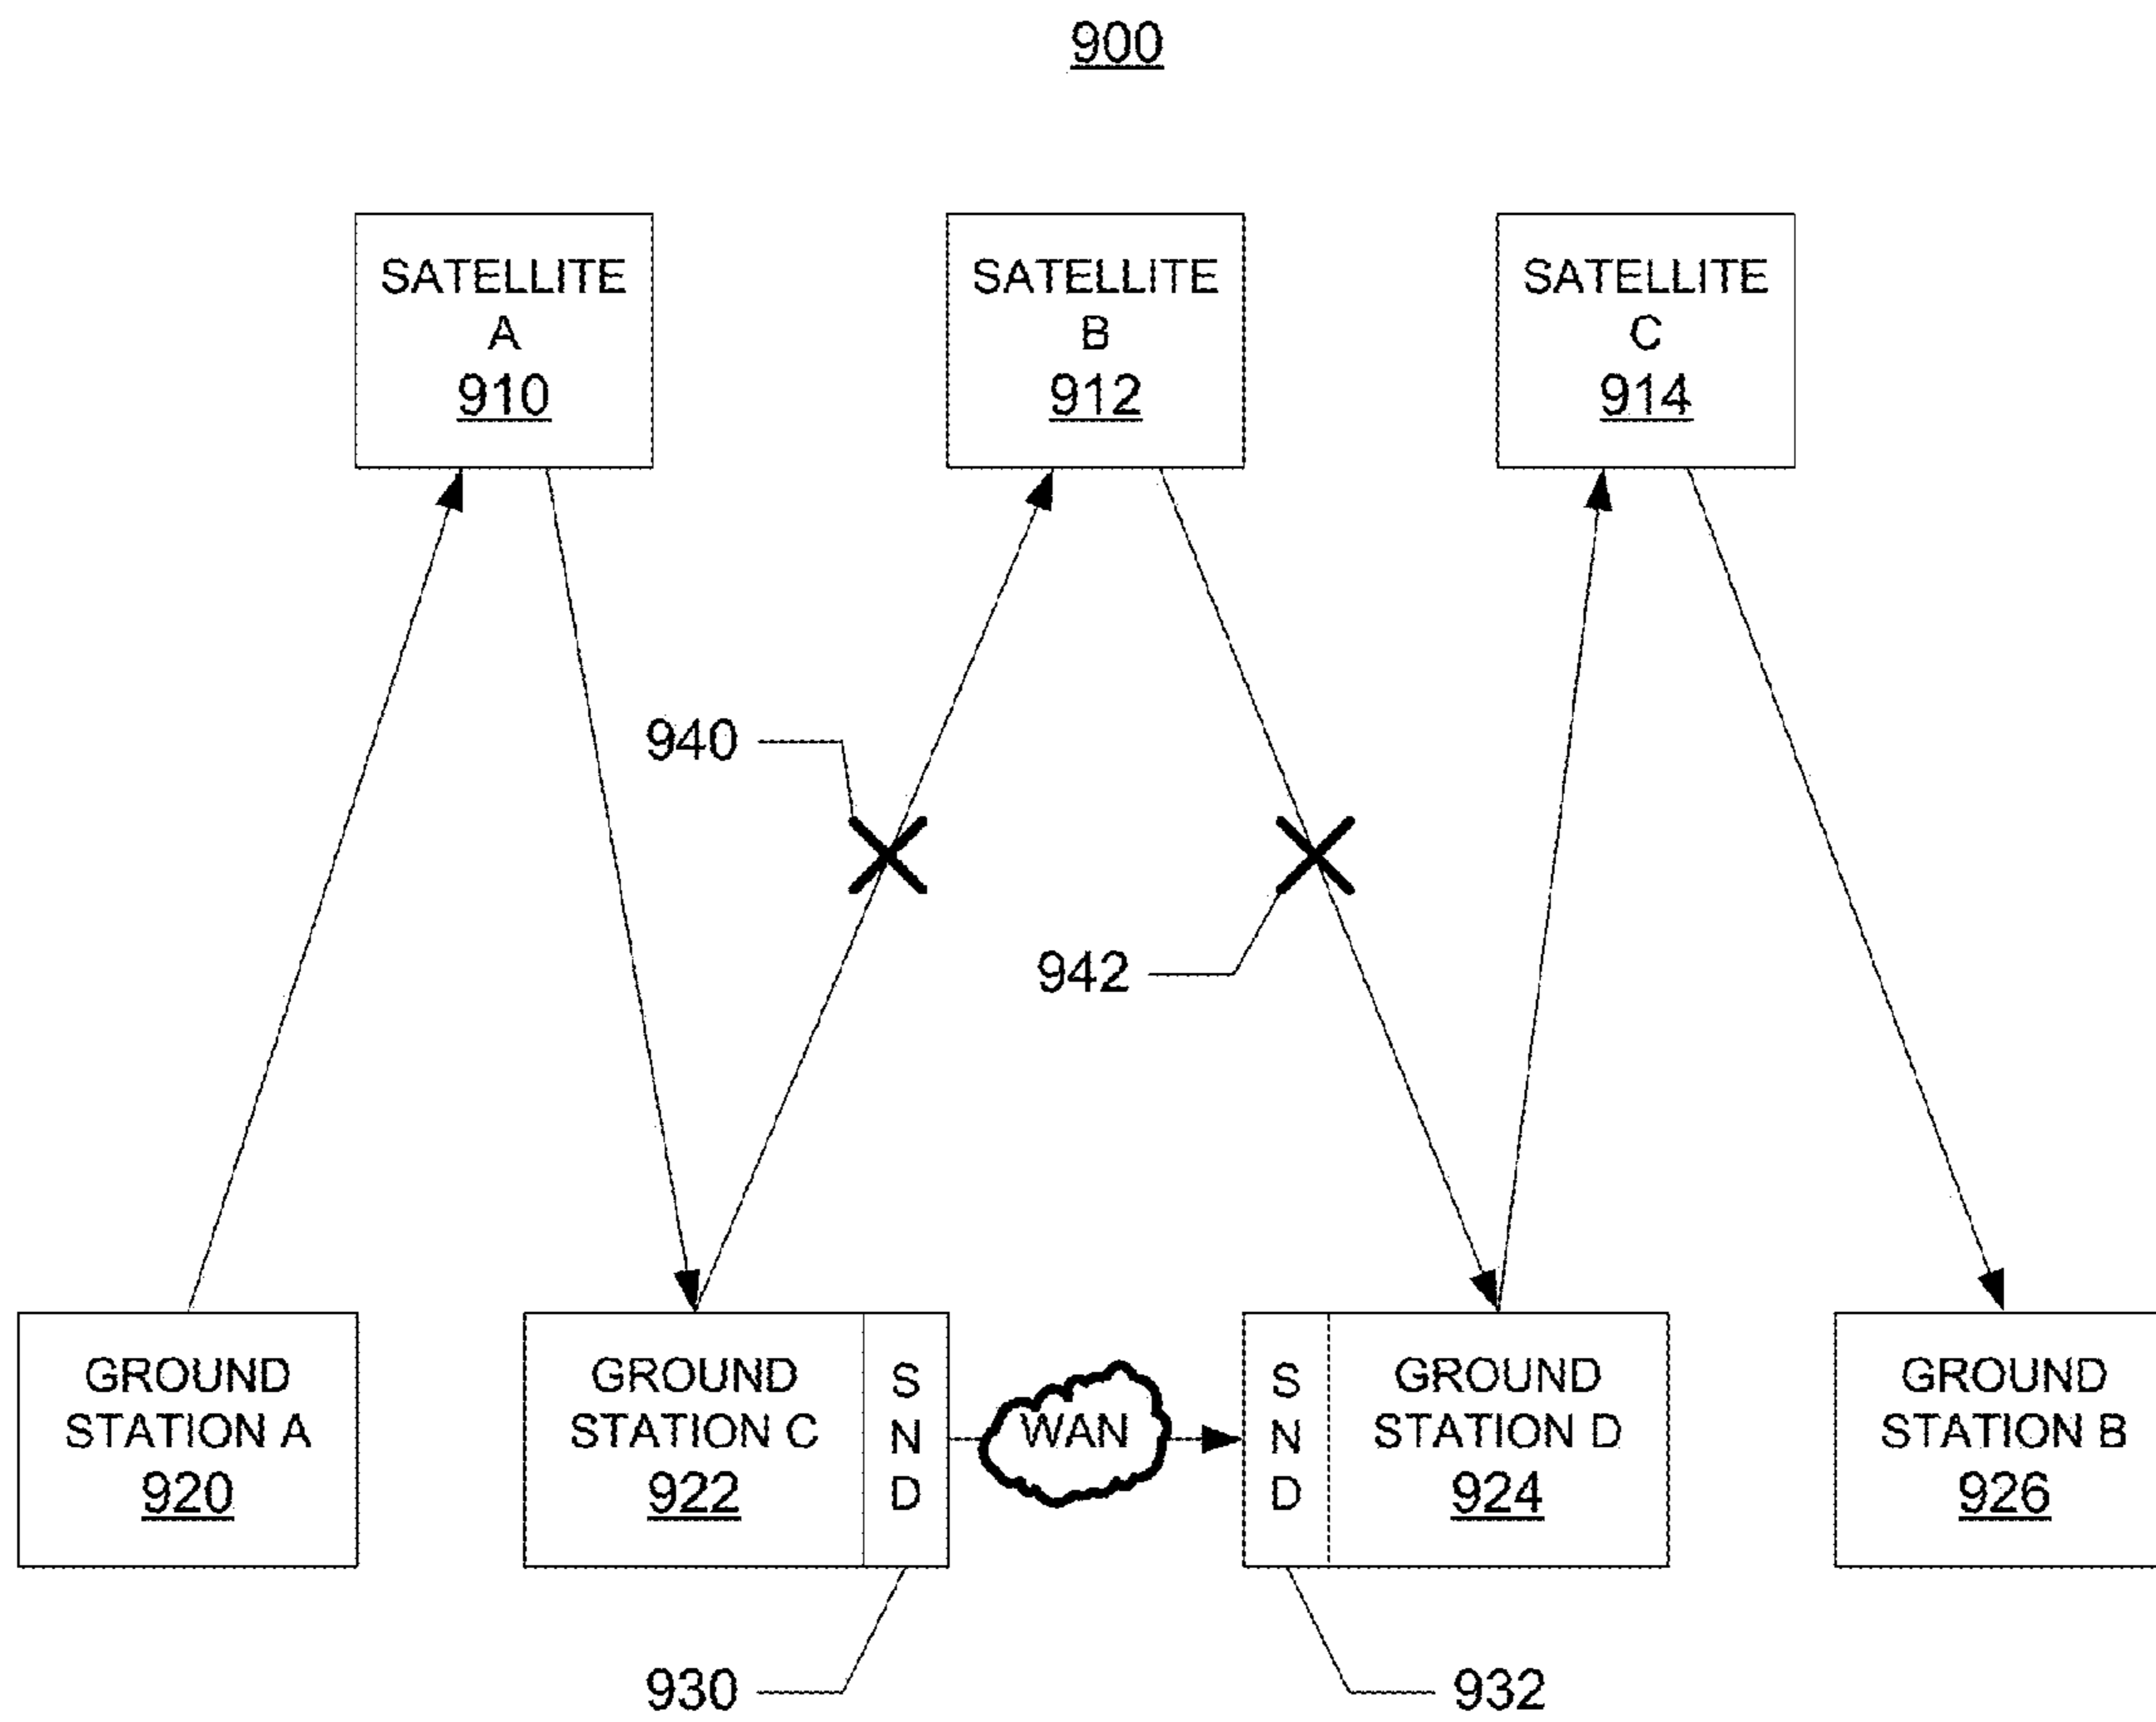 900
SATELLITE
A
910
SATELLITE
B
912
SATELLITE
C
914
940
942
GROUND
STATION A
920
GROUND
STATION C
922
S
N
D
WAN
S
N
D
GROUND
STATION D
924
GROUND
STATION B
926
930
932